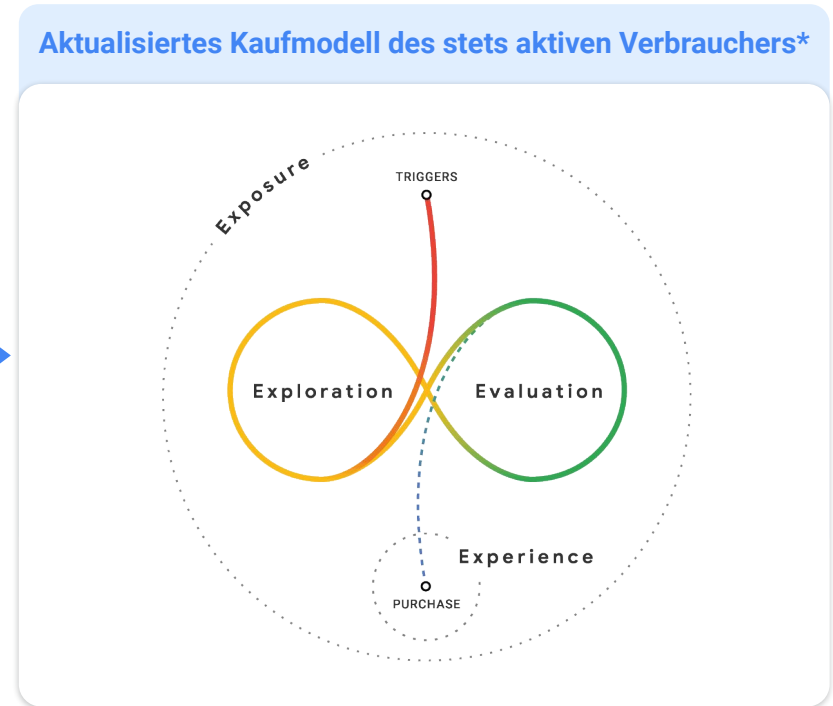 Aktualisiertes Kaufmodell des stets aktiven Verbrauchers*
Exposure
TRIGGERS
Exploration
Evaluation
Experience
PURCHASE